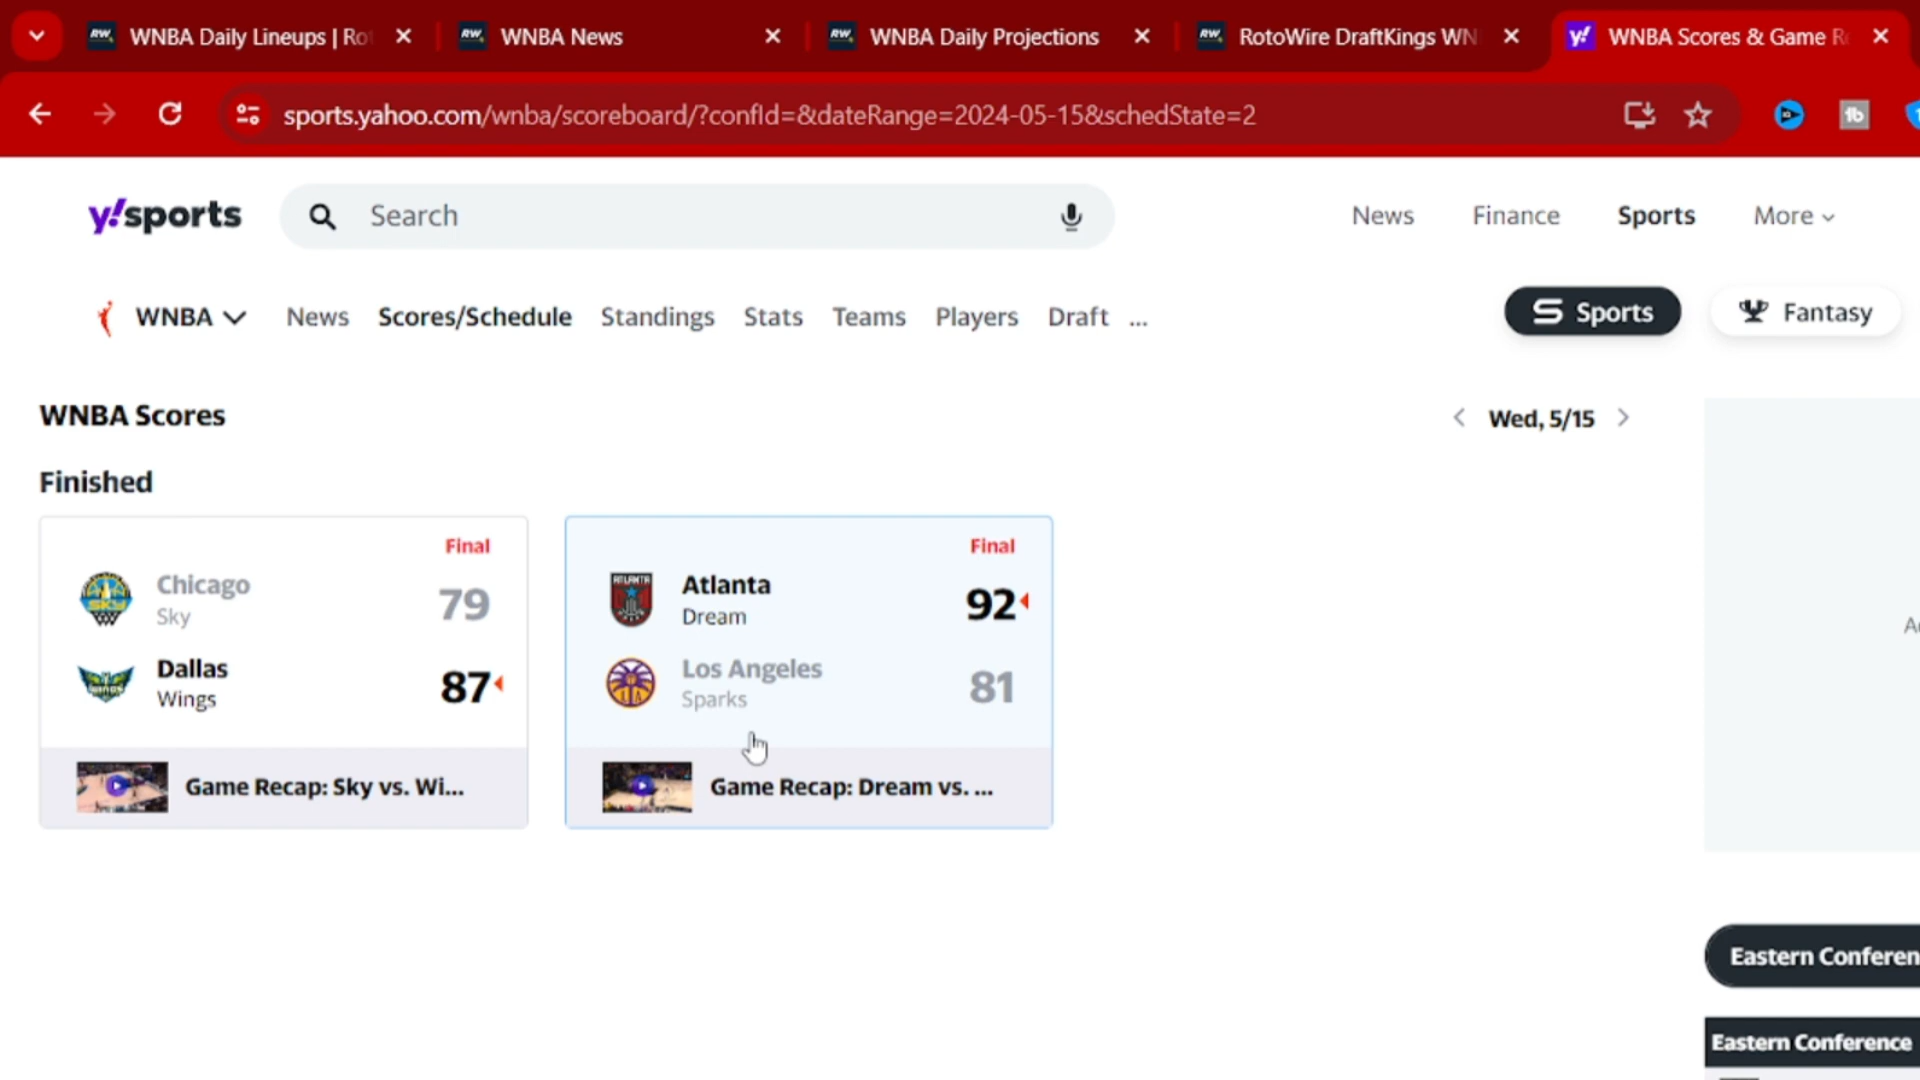 WNBA Daily Lineups | Ro
WNBA News
WNBA Daily Projections
RotoWire DraftKings WN
WNBA Scores & Game R
sports.yahoo.com/wnba/scoreboard/?confId=&dateRange=2024-05-15&schedState=2
y!sports
Search
News
Finance
Sports
More
WNBA
News
Scores/Schedule
Standings
Stats
Teams
Players
Draft
...
Sports
Fantasy
WNBA Scores
Wed, 5/15
Finished
Final
Chicago
Sky
79
Dallas
Wings
87
Game Recap: Sky vs. Wi...
Final
Atlanta
Dream
92
Los Angeles
Sparks
81
Game Recap: Dream vs. ...
Eastern Conferen
Eastern Conference